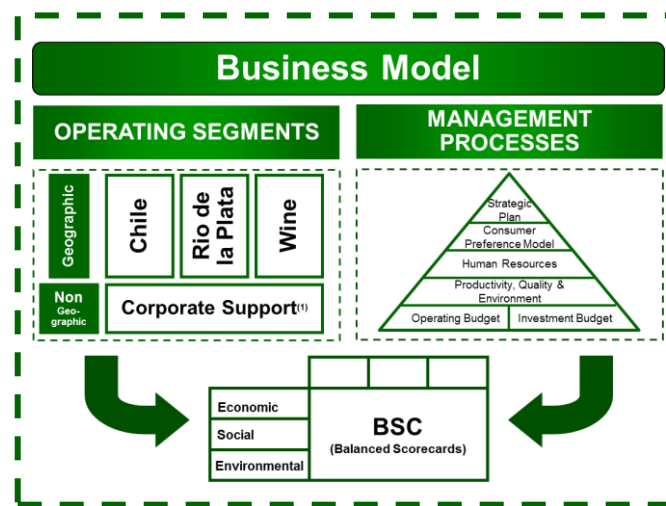 Business Model
OPERATING SEGMENTS
MANAGEMENT
PROCESSES
Geographic
Chile
Rio de
la Plata
Wine
Non
Geo-
graphic
Corporate Support(1)
Strategic
Plan
Consumer
Preference Model
Human Resources
Productivity, Quality &
Environment
Operating Budget
Investment Budget
Economic
Social
Environmental
BSC
(Balanced Scorecards)